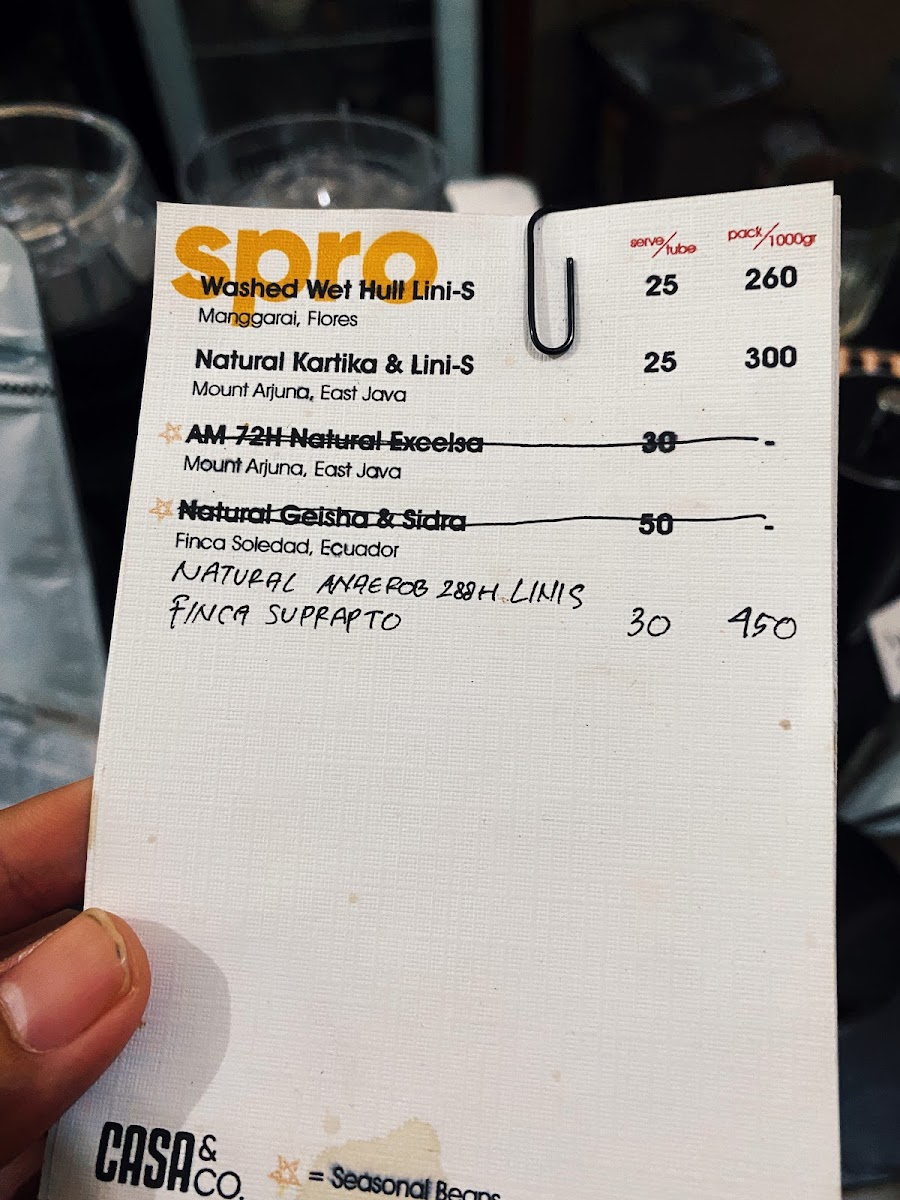 spro
serve/tube pack/1000gr
Washed Wet Hull Lini-S 25 260
Manggarai, Flores
Natural Kartika & Lini-S 25 300
Mount Arjuna, East Java
AM 72H Natural Exeelsa 30 -
Mount Arjuna, East Java
Natural Geisha & Sidra 50 -
Finca Soledad, Ecuador
NATURAL ANAEROB 288H LINIS
FINCA SUPRAPTO 30 450
CASA & CO.
= Seasonal Beans